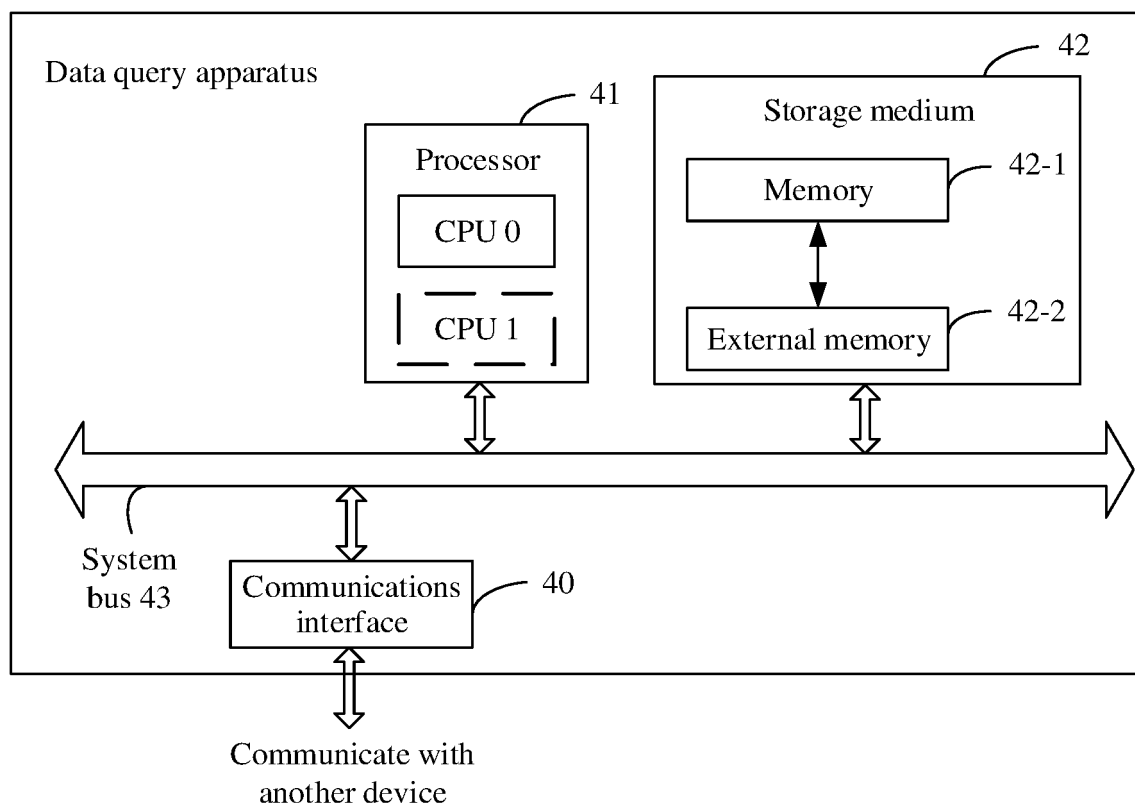 Data query apparatus
42
Storage medium
41
Processor
42-1
Memory
CPU 0
42-2
CPU 1
External memory
System
bus 43
40
Communications
interface
Communicate with
another device